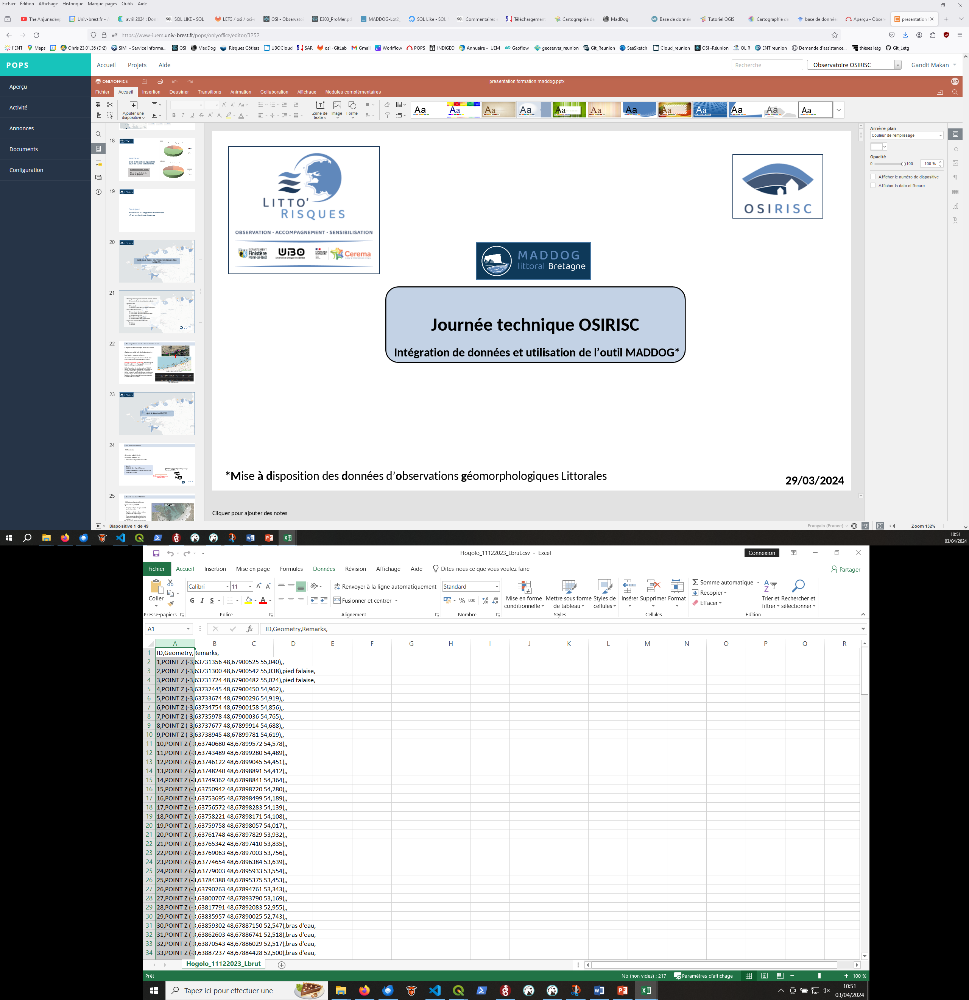 Fichier Édition Affichage Historique Marque-pages Outils Aide
The Anjunadee
Univ-brest.fr –
avril 2024 : Don
SQL LIKE - SQL
LETG / osi / osi-
OSI - Observato
E303_ProMer.pd
MADDOG-Lot2
SQL Like - SQL
Commentaires
Téléchargement
Cartographie de
MadDog
Base de donnée
Tutoriel QGIS
Cartographie de
base de donnée
Aperçu - Obser
presentation
https://www-iuem.univ-brest.fr/pops/onlyoffice/editor/3252
l'ENT Maps Ohris 23.01.36 (Dr2) SIMI – Service Informa... OSI MadDog Risques Côtiers UBOCloud SAR osi · GitLab Gmail Workflow POPS INDIGEO Annuaire – IUEM Geoflow geoserver_reunion Git_Reunion SeaSketch Cloud_reunion OSI -Réunion OLIR ENT reunion Demande d'assistance... thèses letg Git_Letg
POPS
Accueil Projets Aide
Recherche
Observatoire OSIRISC
Gandit Makan
Aperçu
Activité
Annonces
Documents
Configuration
ONLYOFFICE
presentation formation maddog.pptx
MG
Fichier Accueil Insertion Dessiner Transitions Animation Collaboration Affichage Modules complémentaires
Ajouter une
diapositive
Zone de
texte
Image
Forme
Aa Aa Aa Aa Aa Aa Aa Aa Aa Aa Aa Aa
18
19
20
21
22
23
24
25
LITTO'
RISQUES
OBSERVATION · ACCOMPAGNEMENT · SENSIBILISATION
DÉPARTEMENT
Finistère
Penn-ar-Bed
UBO
Université de Bretagne Occidentale
RÉPUBLIQUE
FRANÇAISE
Cerema
OSIRISC
MADDOG
littoral Bretagne
Journée technique OSIRISC
Intégration de données et utilisation de l'outil MADDOG*
*Mise à disposition des données d'observations géomorphologiques Littorales
29/03/2024
Cliquez pour ajouter des notes
Arrière-plan
Couleur de remplissage
Opacité
0 100 100 %
Afficher le numéro de diapositive
Afficher la date et l'heure
Diapositive 1 de 49
Français (France)
Zoom 132%
10:51
03/04/2024
Hogolo_11122023_Lbrut.csv - Excel
Connexion
Fichier Accueil Insertion Mise en page Formules Données Révision Affichage Aide Dites-nous ce que vous voulez faire
Partager
Coller
Presse-papiers
Calibri 11
G I S
Police
Renvoyer à la ligne automatiquement
Fusionner et centrer
Alignement
Standard
% 000
Nombre
Mise en forme
conditionnelle
Mettre sous forme
de tableau
Styles de
cellules
Styles
Insérer Supprimer Format
Cellules
Somme automatique
Recopier
Effacer
Trier et
filtrer
Rechercher et
sélectionner
Édition
A1
fx ID,Geometry,Remarks,
A B C D E F G H I J K L M N O P Q R
1 ID,Geometry,Remarks,
2 1,POINT Z (-3,63731356 48,67900525 55,040),,
3 2,POINT Z (-3,63731300 48,67900542 55,038),pied falaise,
4 3,POINT Z (-3,63731724 48,67900482 55,024),pied falaise,
5 4,POINT Z (-3,63732445 48,67900450 54,962),,
6 5,POINT Z (-3,63733674 48,67900296 54,919),,
7 6,POINT Z (-3,63734754 48,67900158 54,856),,
8 7,POINT Z (-3,63735978 48,67900036 54,765),,
9 8,POINT Z (-3,63737677 48,67899914 54,688),,
10 9,POINT Z (-3,63738945 48,67899781 54,619),,
11 10,POINT Z (-3,63740680 48,67899572 54,578),,
12 11,POINT Z (-3,63743489 48,67899280 54,489),,
13 12,POINT Z (-3,63746122 48,67899045 54,451),,
14 13,POINT Z (-3,63748240 48,67898891 54,412),,
15 14,POINT Z (-3,63749362 48,67898841 54,364),,
16 15,POINT Z (-3,63750942 48,67898720 54,280),,
17 16,POINT Z (-3,63753695 48,67898499 54,189),,
18 17,POINT Z (-3,63756572 48,67898283 54,139),,
19 18,POINT Z (-3,63758221 48,67898171 54,108),,
20 19,POINT Z (-3,63759758 48,67898057 54,017),,
21 20,POINT Z (-3,63761748 48,67897829 53,932),,
22 21,POINT Z (-3,63765342 48,67897410 53,835),,
23 22,POINT Z (-3,63769063 48,67897003 53,756),,
24 23,POINT Z (-3,63774654 48,67896384 53,639),,
25 24,POINT Z (-3,63779003 48,67895933 53,554),,
26 25,POINT Z (-3,63784388 48,67895375 53,453),,
27 26,POINT Z (-3,63790263 48,67894761 53,343),,
28 27,POINT Z (-3,63800707 48,67893790 53,169),,
29 28,POINT Z (-3,63817791 48,67892083 52,955),,
30 29,POINT Z (-3,63835957 48,67890025 52,743),,
31 30,POINT Z (-3,63859302 48,67887150 52,547),bras d'eau,
32 31,POINT Z (-3,63862603 48,67886741 52,518),bras d'eau,
33 32,POINT Z (-3,63870543 48,67886029 52,517),bras d'eau,
34 33,POINT Z (-3,63887237 48,67884428 52,500),bras d'eau,
Hogolo_11122023_Lbrut
Prêt
Nb (non vides) : 217
Paramètres d'affichage
100 %
Tapez ici pour effectuer une
10:51
03/04/2024